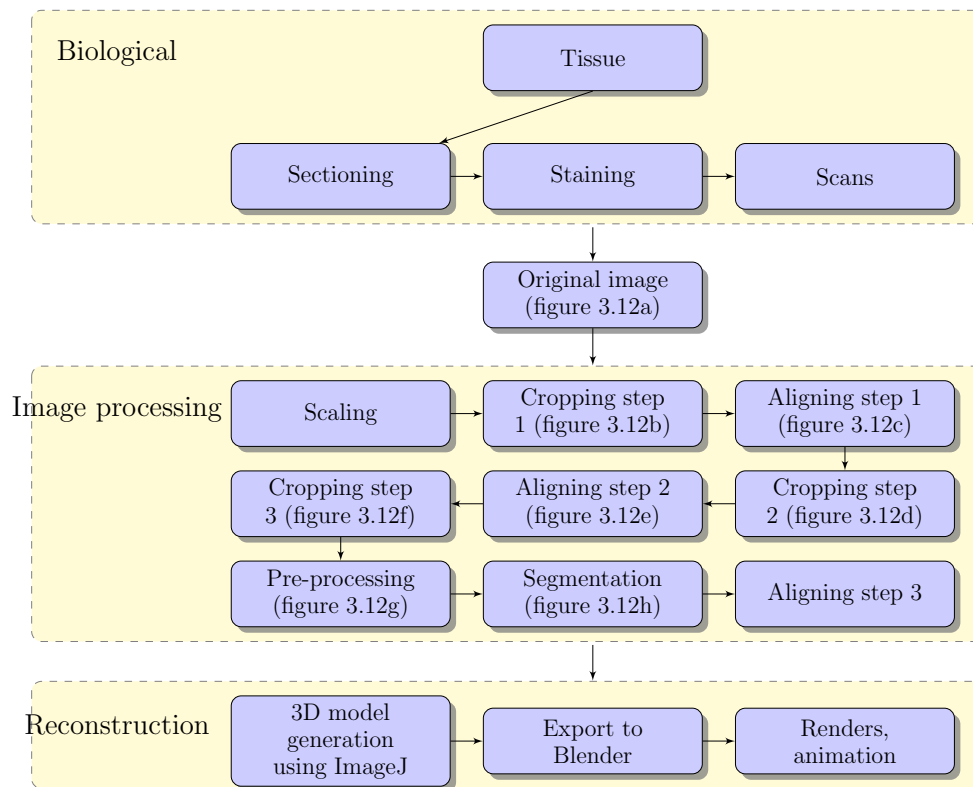 Biological
Tissue
Sectioning
Staining
Scans
Original image
(figure 3.12a)
Image processing
Scaling
Cropping step
1 (figure 3.12b)
Aligning step 1
(figure 3.12c)
Cropping step
3 (figure 3.12f)
Aligning step 2
(figure 3.12e)
Cropping step
2 (figure 3.12d)
Pre-processing
(figure 3.12g)
Segmentation
(figure 3.12h)
Aligning step 3
Reconstruction
3D model
generation
using ImageJ
Export to
Blender
Renders,
animation